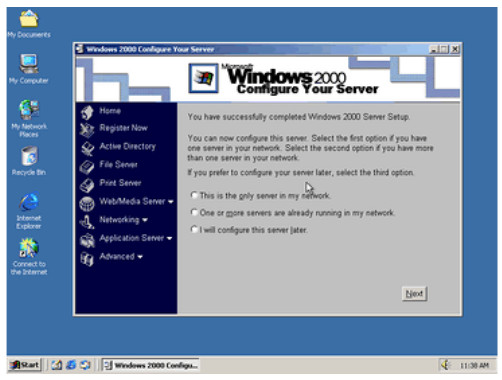 My Documents
My Computer
My Network
Places
Recycle Bin
Internet
Explorer
Connect to
the Internet
Windows 2000 Configure Your Server
Microsoft
Windows 2000
Configure Your Server
Home
Register Now
Active Directory
File Server
Print Server
Web/Media Server
Networking
Application Server
Advanced
You have successfully completed Windows 2000 Server Setup.
You can now configure this server. Select the first option if you have
one server in your network. Select the second option if you have more
than one server in your network.
If you prefer to configure your server later, select the third option.
This is the only server in my network.
One or more servers are already running in my network.
I will configure this server later.
Next
Start
Windows 2000 Configu...
11:38 AM